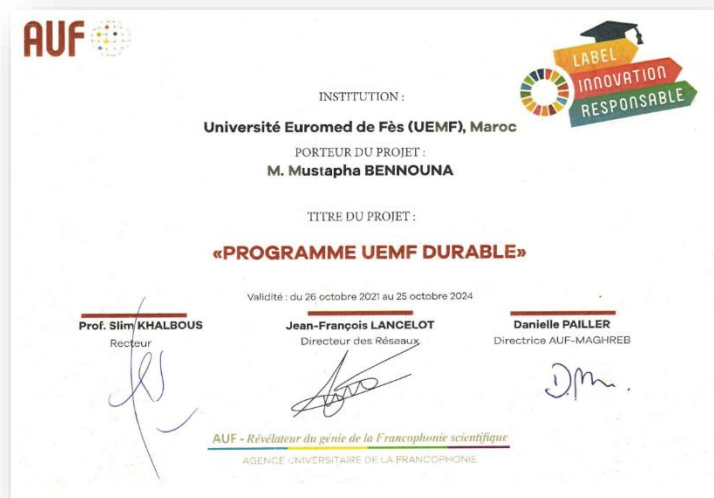 AUF
LABEL
INNOVATION
RESPONSABLE
INSTITUTION :
Université Euromed de Fès (UEMF), Maroc
PORTEUR DU PROJET :
M. Mustapha BENNOUNA
TITRE DU PROJET :
«PROGRAMME UEMF DURABLE»
Validité : du 26 octobre 2021 au 25 octobre 2024
Prof. Slim KHALBOUS
Recteur
Jean-François LANCELOT
Directeur des Réseaux
Danielle PAILLER
Directrice AUF-MAGHREB
AUF - Révélateur du génie de la Francophonie scientifique
AGENCE UNIVERSITAIRE DE LA FRANCOPHONIE